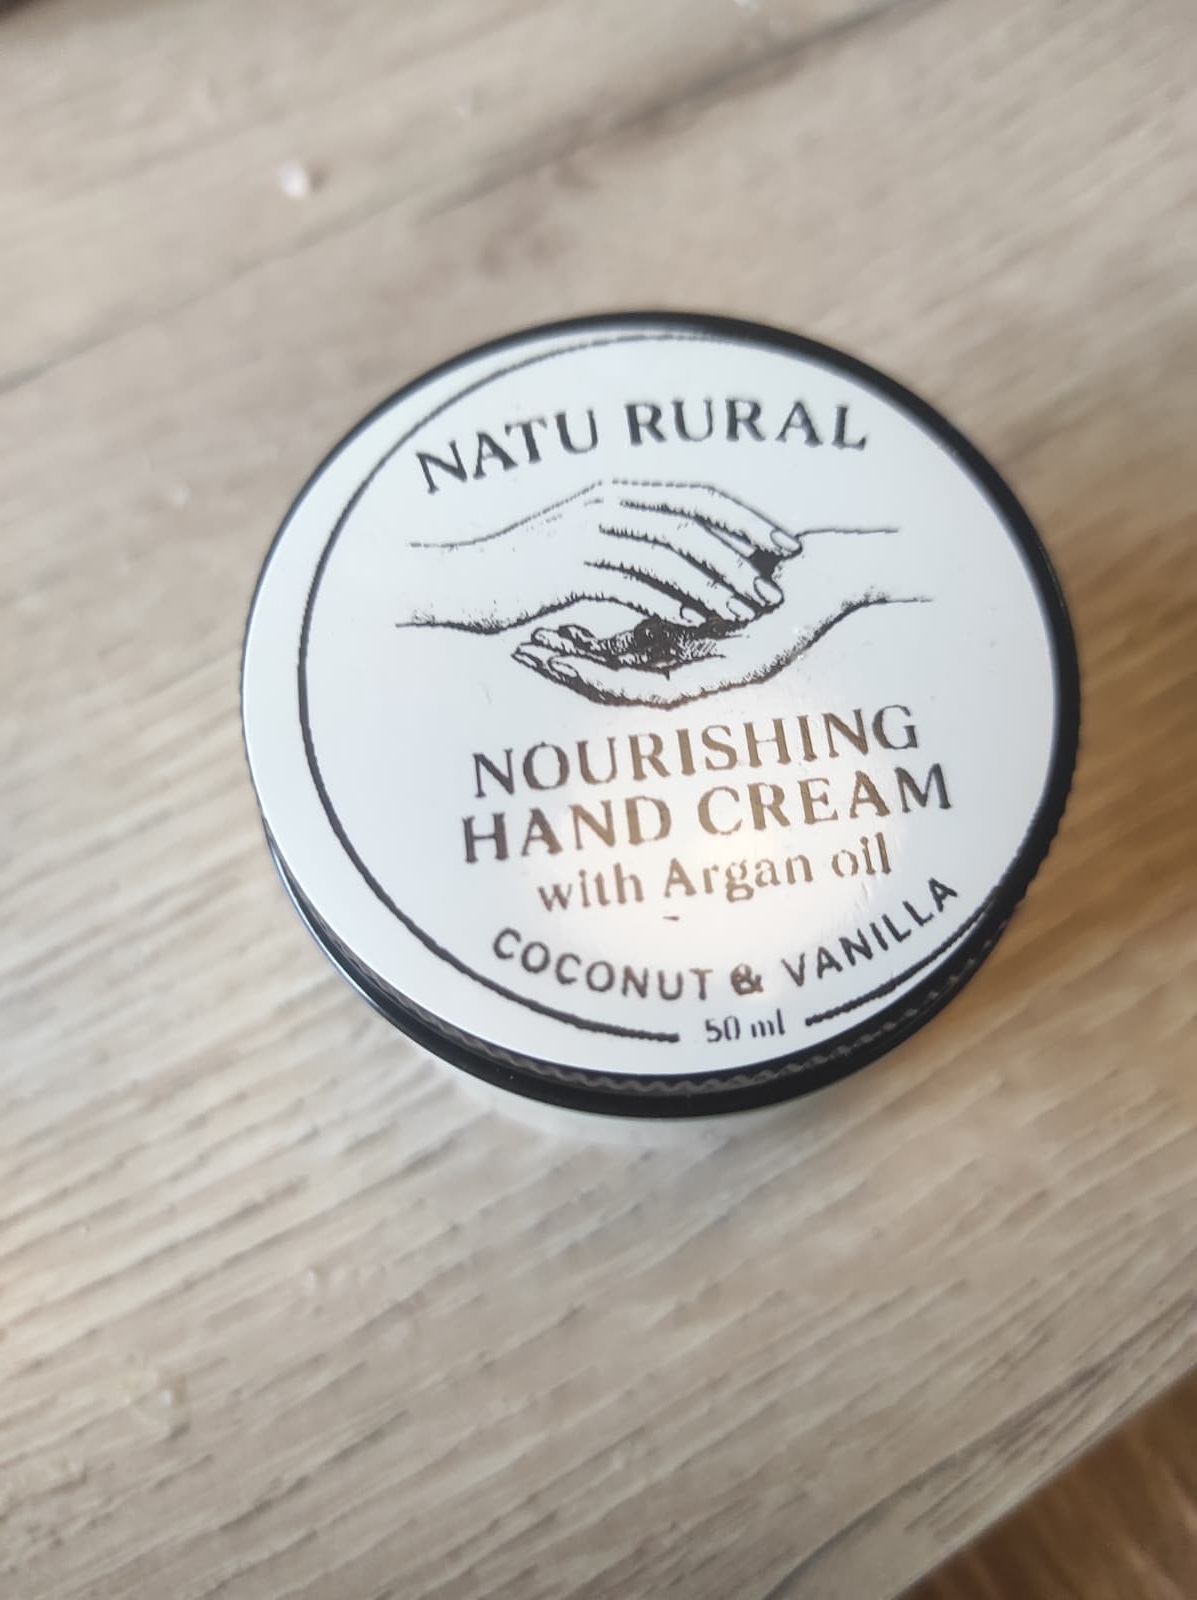 NATU RURAL
NOURISHING
HAND CREAM
with Argan oil
COCONUT & VANILLA
50 ml